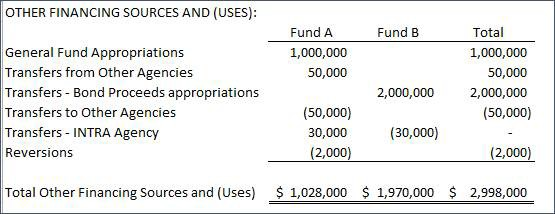 OTHER FINANCING SOURCES AND (USES):
Fund A Fund B Total
General Fund Appropriations 1,000,000 1,000,000
Transfers from Other Agencies 50,000 50,000
Transfers - Bond Proceeds appropriations 2,000,000 2,000,000
Transfers to Other Agencies (50,000) (50,000)
Transfers - INTRA Agency 30,000 (30,000) -
Reversions (2,000) (2,000)
Total Other Financing Sources and (Uses) $ 1,028,000 $ 1,970,000 $ 2,998,000